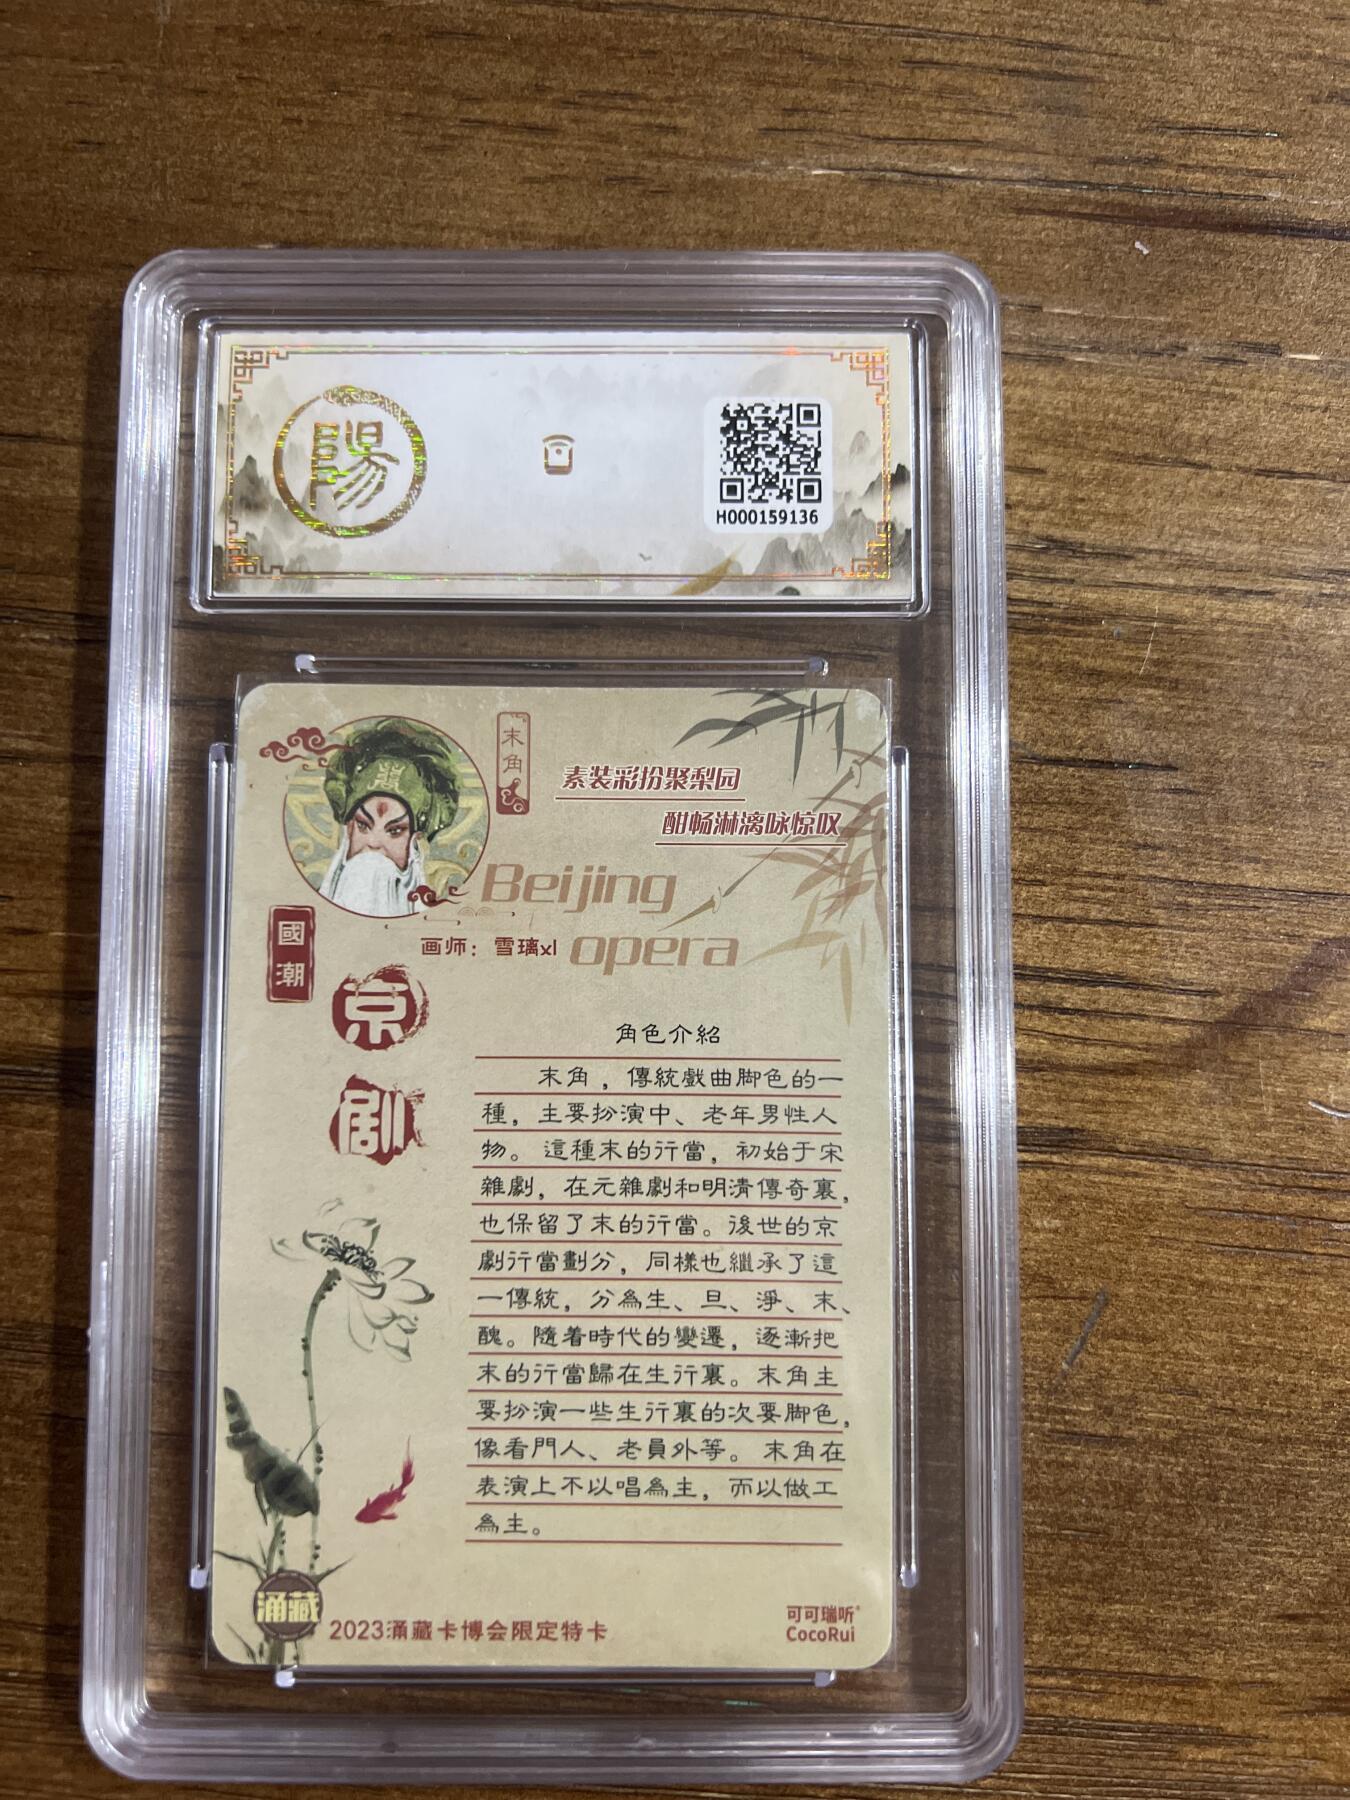 陽
H000159136
末角
素装彩扮聚梨园
酣畅淋漓咏惊叹
Beijing
opera
画师：雪璃xl
國潮
京劇
角色介紹
末角，傳統戲曲脚色的一
種，主要扮演中、老年男性人
物。這種末的行當，初始于宋
雜劇，在元雜劇和明清傳奇裏，
也保留了末的行當。後世的京
劇行當劃分，同樣也繼承了這
一傳統，分為生、旦、淨、末、
醜。隨着時代的變遷，逐漸把
末的行當歸在生行裏。末角主
要扮演一些生行裏的次要脚色，
像看門人、老員外等。末角在
表演上不以唱為主，而以做工
為主。
涌藏
2023涌藏卡博会限定特卡
可可瑞听®
CocoRui